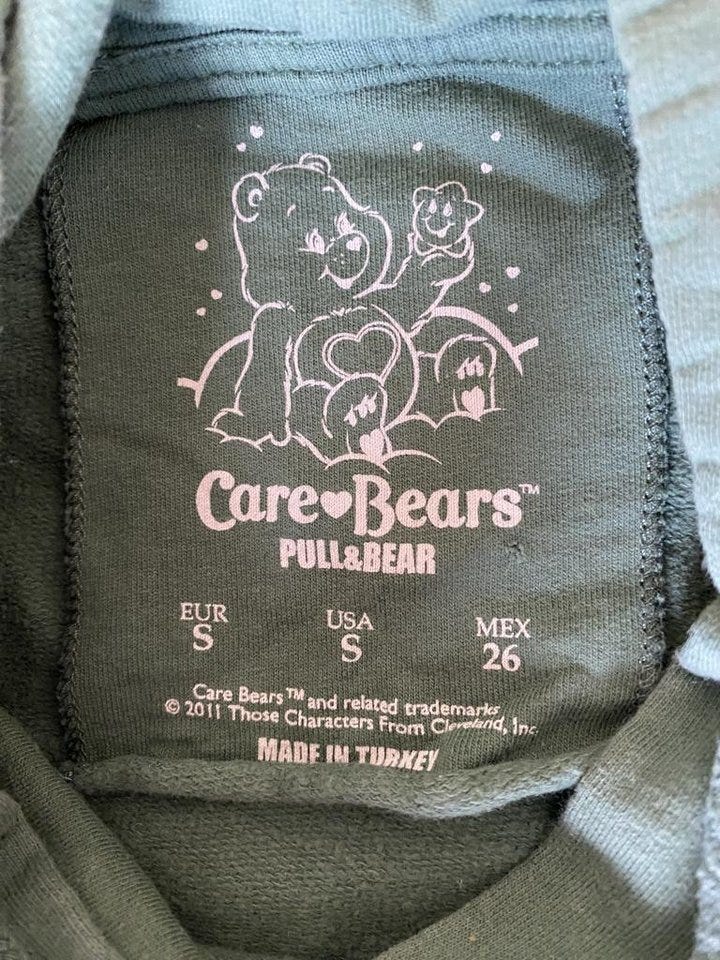 Care Bears™
PULL&BEAR
EUR USA MEX
S S 26
Care Bears™ and related trademarks
© 2011 Those Characters From Cleveland, Inc.
MADE IN TURKEY